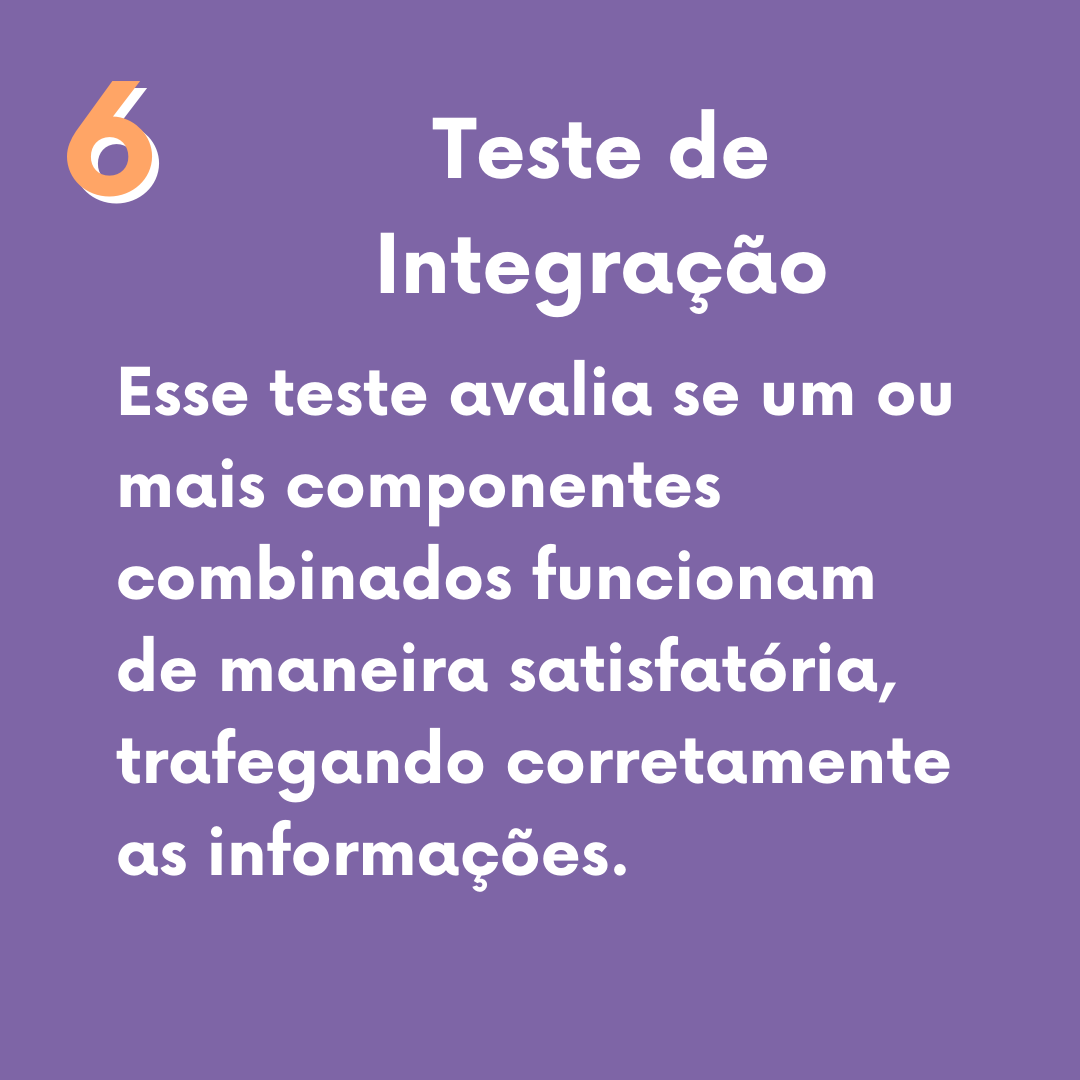 6
Teste de
Integração
Esse teste avalia se um ou
mais componentes
combinados funcionam
de maneira satisfatória,
trafegando corretamente
as informações.